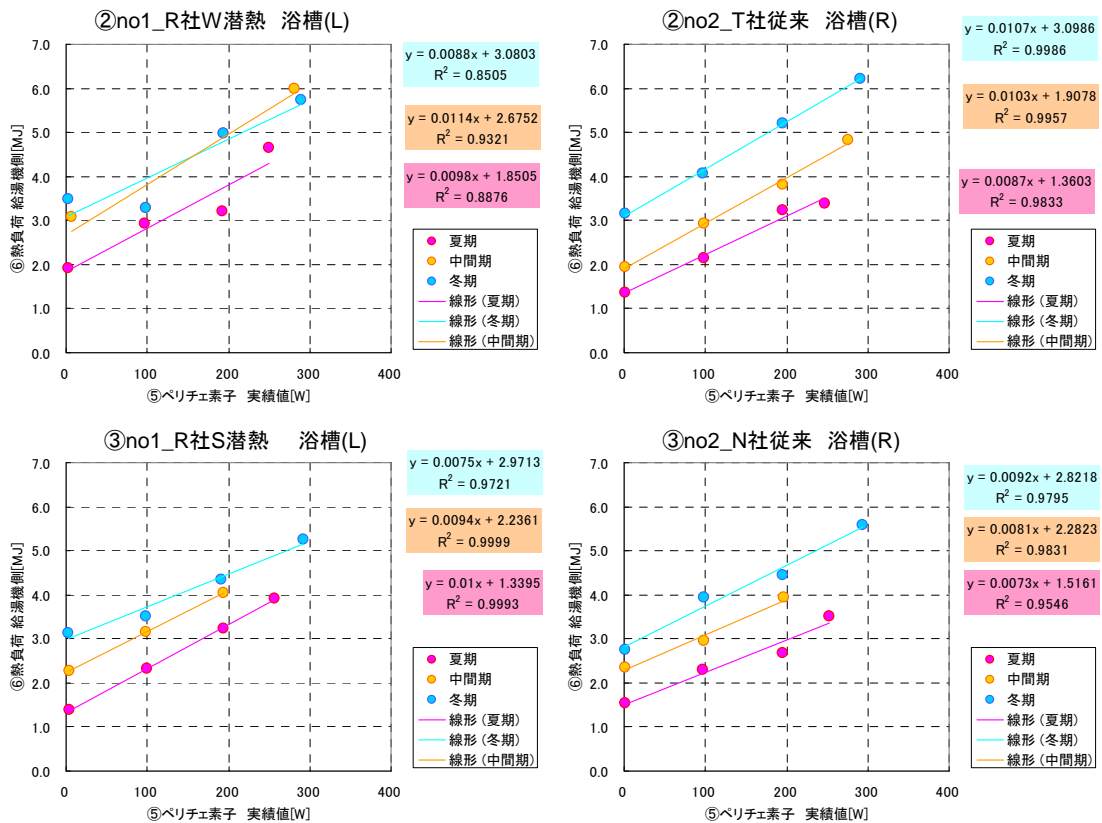 ②no1_R社W潜熱 浴槽(L)
7.0
6.0
5.0
4.0
3.0
2.0
1.0
0.0
⑥熱負荷 給湯機側[MJ]
0 100 200 300 400
⑤ペリチェ素子 実績値[W]
y = 0.0088x + 3.0803
R² = 0.8505
y = 0.0114x + 2.6752
R² = 0.9321
y = 0.0098x + 1.8505
R² = 0.8876
夏期
中間期
冬期
線形 (夏期)
線形 (冬期)
線形 (中間期)
②no2_T社従来 浴槽(R)
7.0
6.0
5.0
4.0
3.0
2.0
1.0
0.0
⑥熱負荷 給湯機側[MJ]
0 100 200 300 400
⑤ペリチェ素子 実績値[W]
y = 0.0107x + 3.0986
R² = 0.9986
y = 0.0103x + 1.9078
R² = 0.9957
y = 0.0087x + 1.3603
R² = 0.9833
夏期
中間期
冬期
線形 (夏期)
線形 (冬期)
線形 (中間期)
③no1_R社S潜熱 浴槽(L)
7.0
6.0
5.0
4.0
3.0
2.0
1.0
0.0
⑥熱負荷 給湯機側[MJ]
0 100 200 300 400
⑤ペリチェ素子 実績値[W]
y = 0.0075x + 2.9713
R² = 0.9721
y = 0.0094x + 2.2361
R² = 0.9999
y = 0.01x + 1.3395
R² = 0.9993
夏期
中間期
冬期
線形 (夏期)
線形 (冬期)
線形 (中間期)
③no2_N社従来 浴槽(R)
7.0
6.0
5.0
4.0
3.0
2.0
1.0
0.0
⑥熱負荷 給湯機側[MJ]
0 100 200 300 400
⑤ペリチェ素子 実績値[W]
y = 0.0092x + 2.8218
R² = 0.9795
y = 0.0081x + 2.2823
R² = 0.9831
y = 0.0073x + 1.5161
R² = 0.9546
夏期
中間期
冬期
線形 (夏期)
線形 (冬期)
線形 (中間期)